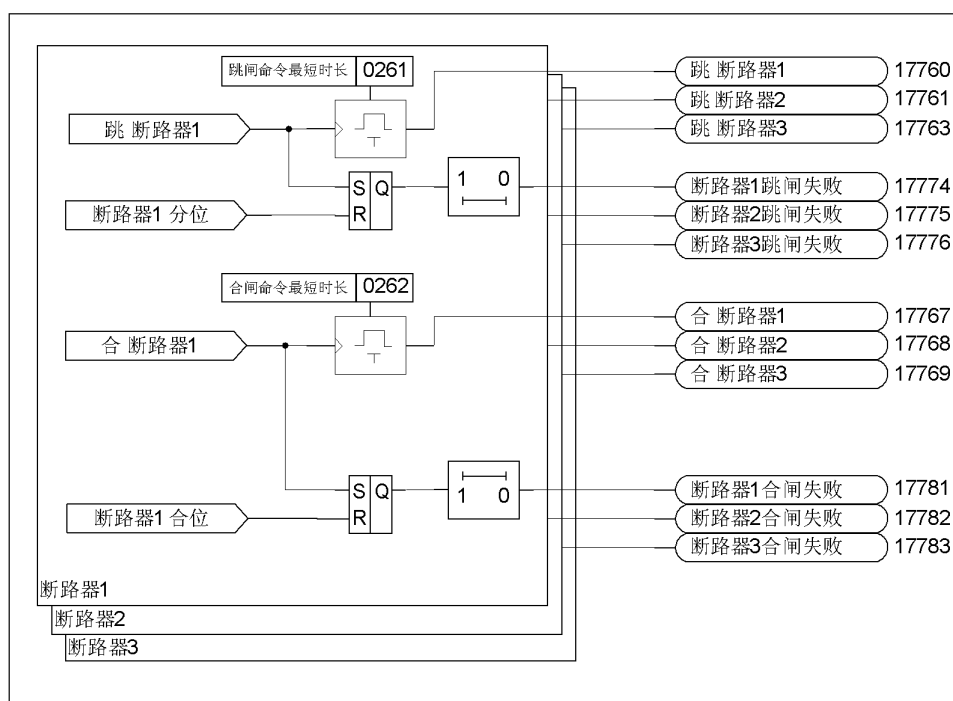 跳闸命令最短时长 0261
跳 断路器1 17760
跳 断路器2 17761
跳 断路器1
跳 断路器3 17763
T
S Q
R
1 0
断路器1跳闸失败 17774
断路器1 分位
断路器2跳闸失败 17775
断路器3跳闸失败 17776
合闸命令最短时长 0262
合 断路器1 17767
合 断路器1
合 断路器2 17768
T
合 断路器3 17769
S Q
R
1 0
断路器1合闸失败 17781
断路器1 合位
断路器2合闸失败 17782
断路器3合闸失败 17783
断路器1
断路器2
断路器3